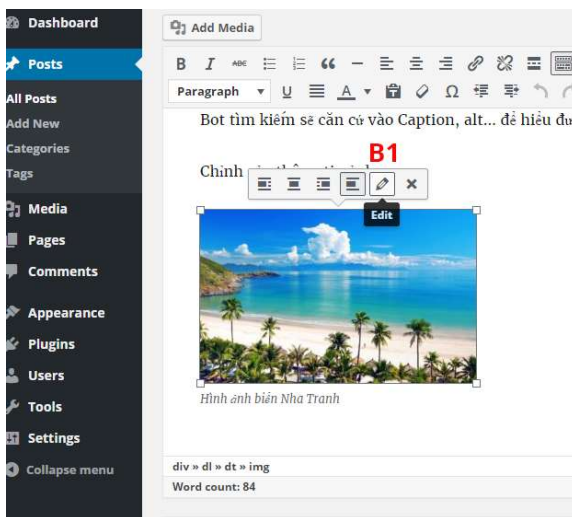 Dashboard
Posts
All Posts
Add New
Categories
Tags
Media
Pages
Comments
Appearance
Plugins
Users
Tools
Settings
Collapse menu
Add Media
B I ABC
Paragraph U A Ω
Bot tìm kiếm sẽ căn cứ vào Caption, alt... để hiểu
B1
Chỉnh
Edit
Hình ảnh biển Nha Tranh
div » dl » dt » img
Word count: 84